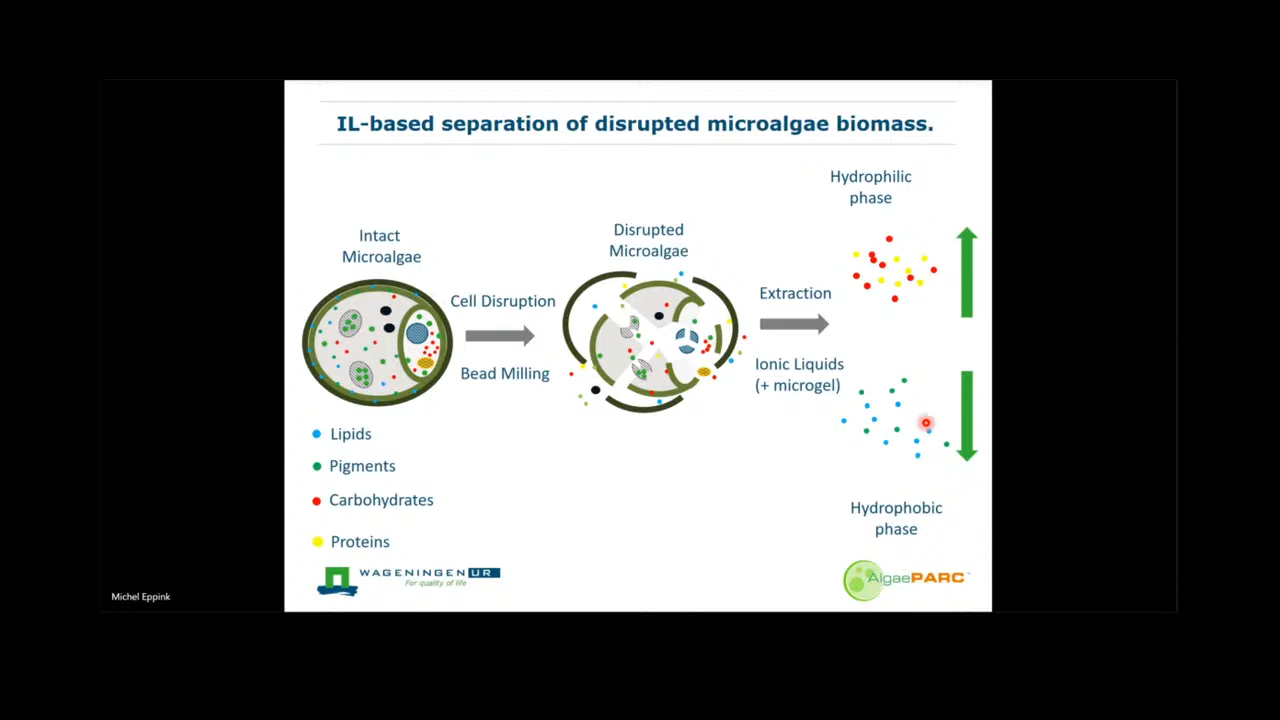 IL-based separation of disrupted microalgae biomass.
Hydrophilic
phase
Intact
Microalgae
Disrupted
Microalgae
Cell Disruption
Bead Milling
Extraction
Ionic Liquids
(+ microgel)
Lipids
Pigments
Carbohydrates
Proteins
Hydrophobic
phase
WAGENINGEN UR
For quality of life
AlgaePARC™
Michel Eppink